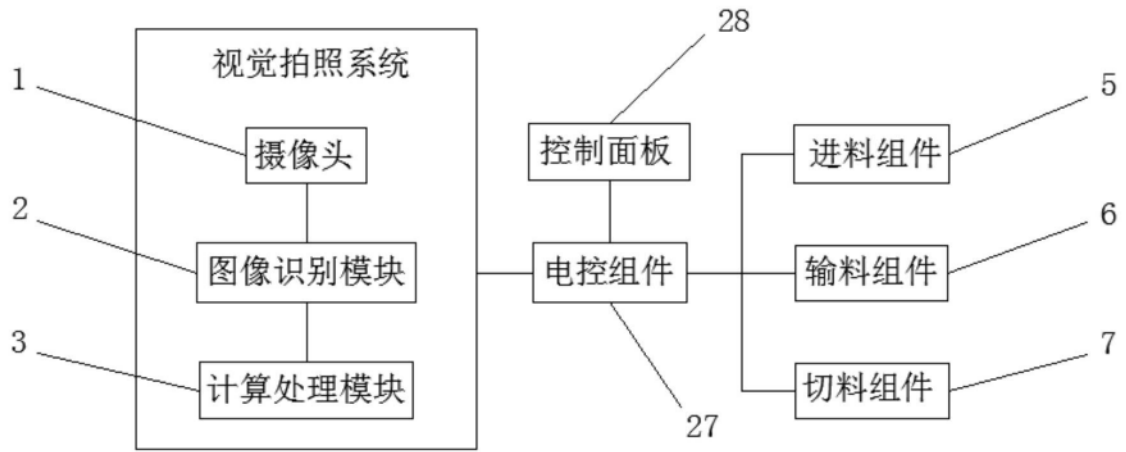 视觉拍照系统
1
摄像头
2
图像识别模块
3
计算处理模块
28
控制面板
电控组件
27
5
进料组件
6
输料组件
7
切料组件